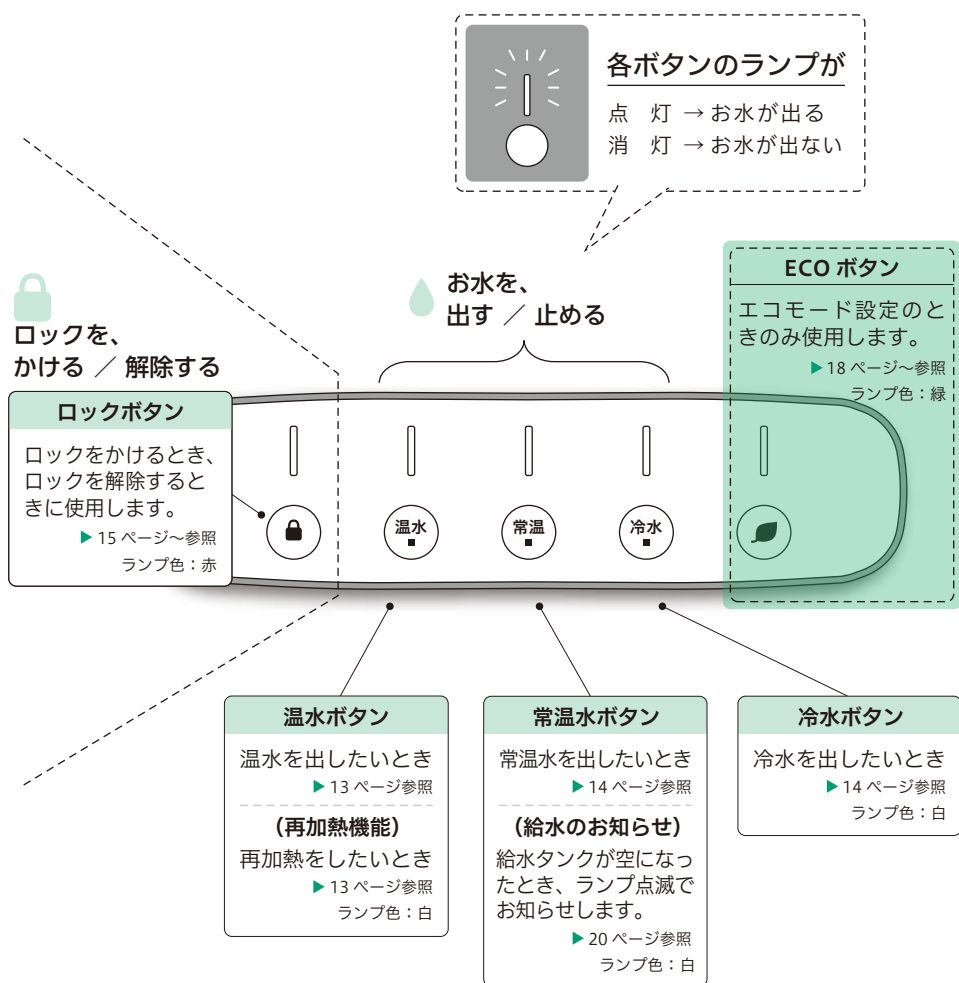 各ボタンのランプが
点 灯 → お水が出る
消 灯 → お水が出ない
ロックを、
かける ／ 解除する
お水を、
出す ／ 止める
ECO ボタン
エコモード設定のと
きのみ使用します。
▶ 18 ページ～参照
ランプ色：緑
ロックボタン
ロックをかけるとき、
ロックを解除すると
きに使用します。
▶ 15 ページ～参照
ランプ色：赤
温水
常温
冷水
温水ボタン
温水を出したいとき
▶ 13 ページ参照
（再加熱機能）
再加熱をしたいとき
▶ 13 ページ参照
ランプ色：白
常温水ボタン
常温水を出したいとき
▶ 14 ページ参照
（給水のお知らせ）
給水タンクが空になっ
たとき、ランプ点滅で
お知らせします。
▶ 20 ページ参照
ランプ色：白
冷水ボタン
冷水を出したいとき
▶ 14 ページ参照
ランプ色：白